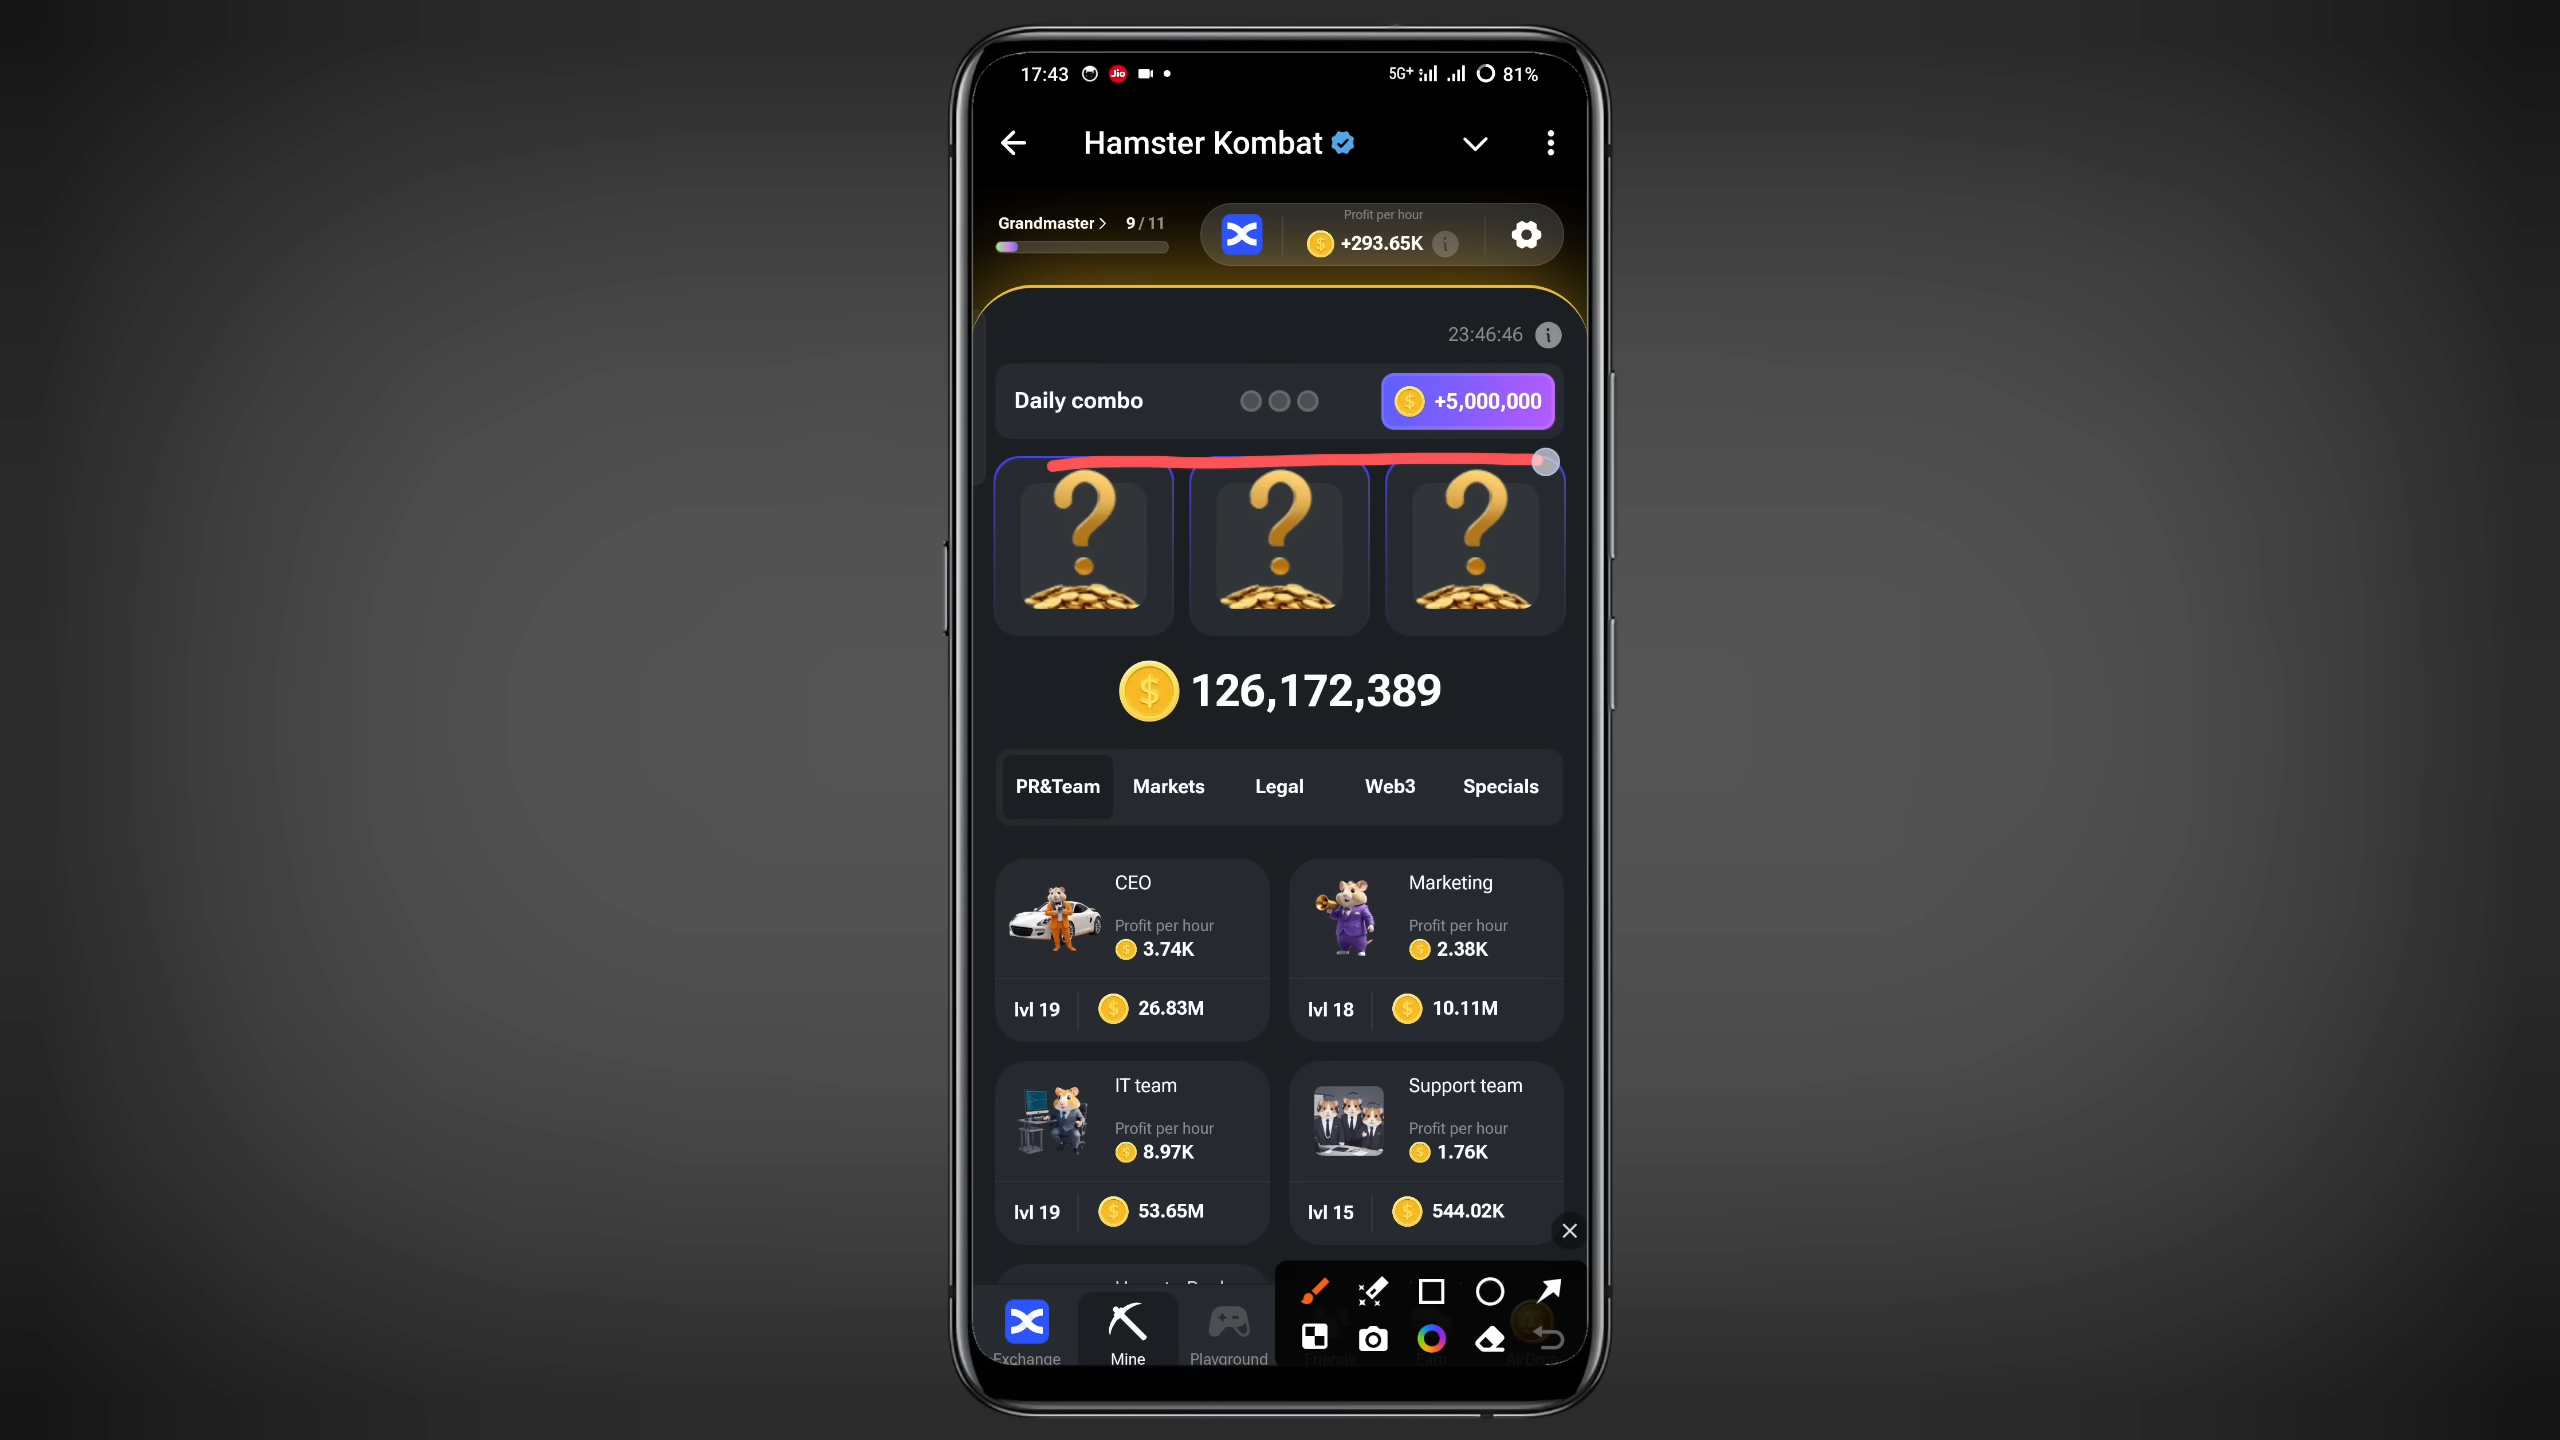 17:43 Jio 5G+ 81%
Hamster Kombat
Grandmaster > 9 / 11
Profit per hour
+293.65K
23:46:46
Daily combo +5,000,000
126,172,389
PR&Team Markets Legal Web3 Specials
CEO
Profit per hour
3.74K
lvl 19 26.83M
Marketing
Profit per hour
2.38K
lvl 18 10.11M
IT team
Profit per hour
8.97K
lvl 19 53.65M
Support team
Profit per hour
1.76K
lvl 15 544.02K
Exchange Mine Playground Friends Earn AirDrop